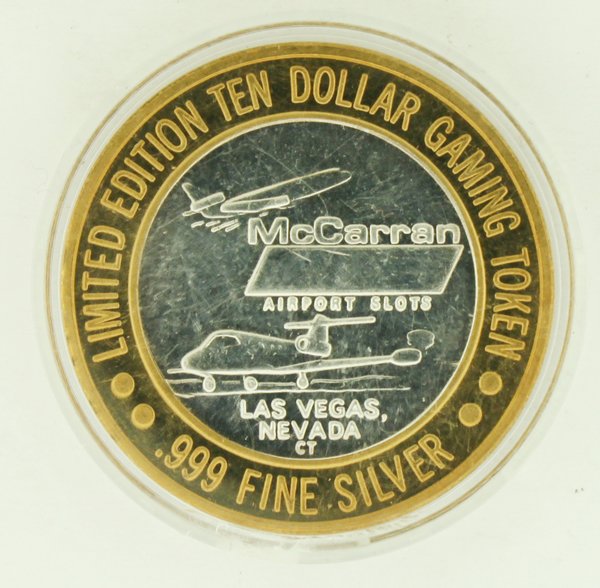 LIMITED EDITION TEN DOLLAR GAMING TOKEN
McCarran
AIRPORT SLOTS
LAS VEGAS,
NEVADA
CT
.999 FINE SILVER